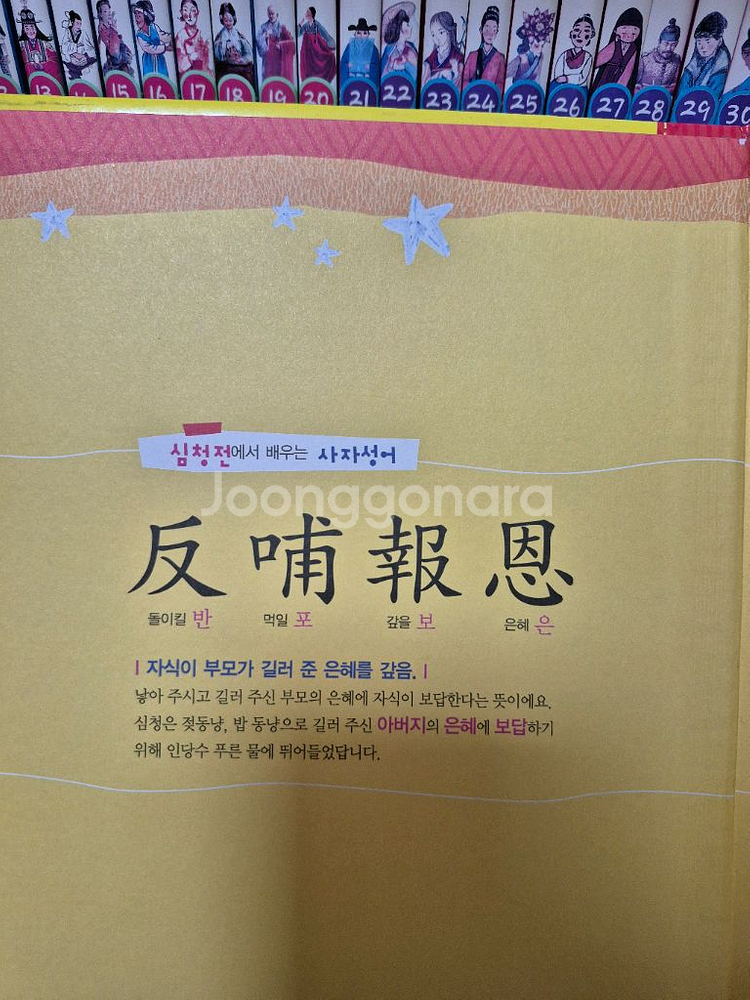 13 14 15 16 17 18 19 20 21 22 23 24 25 26 27 28 29 30
심청전에서 배우는 사자성어
Joonggonara
反 哺 報 恩
돌이킬 반 먹일 포 갚을 보 은혜 은
| 자식이 부모가 길러 준 은혜를 갚음. |
낳아 주시고 길러 주신 부모의 은혜에 자식이 보답한다는 뜻이에요.
심청은 젖동냥, 밥 동냥으로 길러 주신 아버지의 은혜에 보답하기
위해 인당수 푸른 물에 뛰어들었답니다.